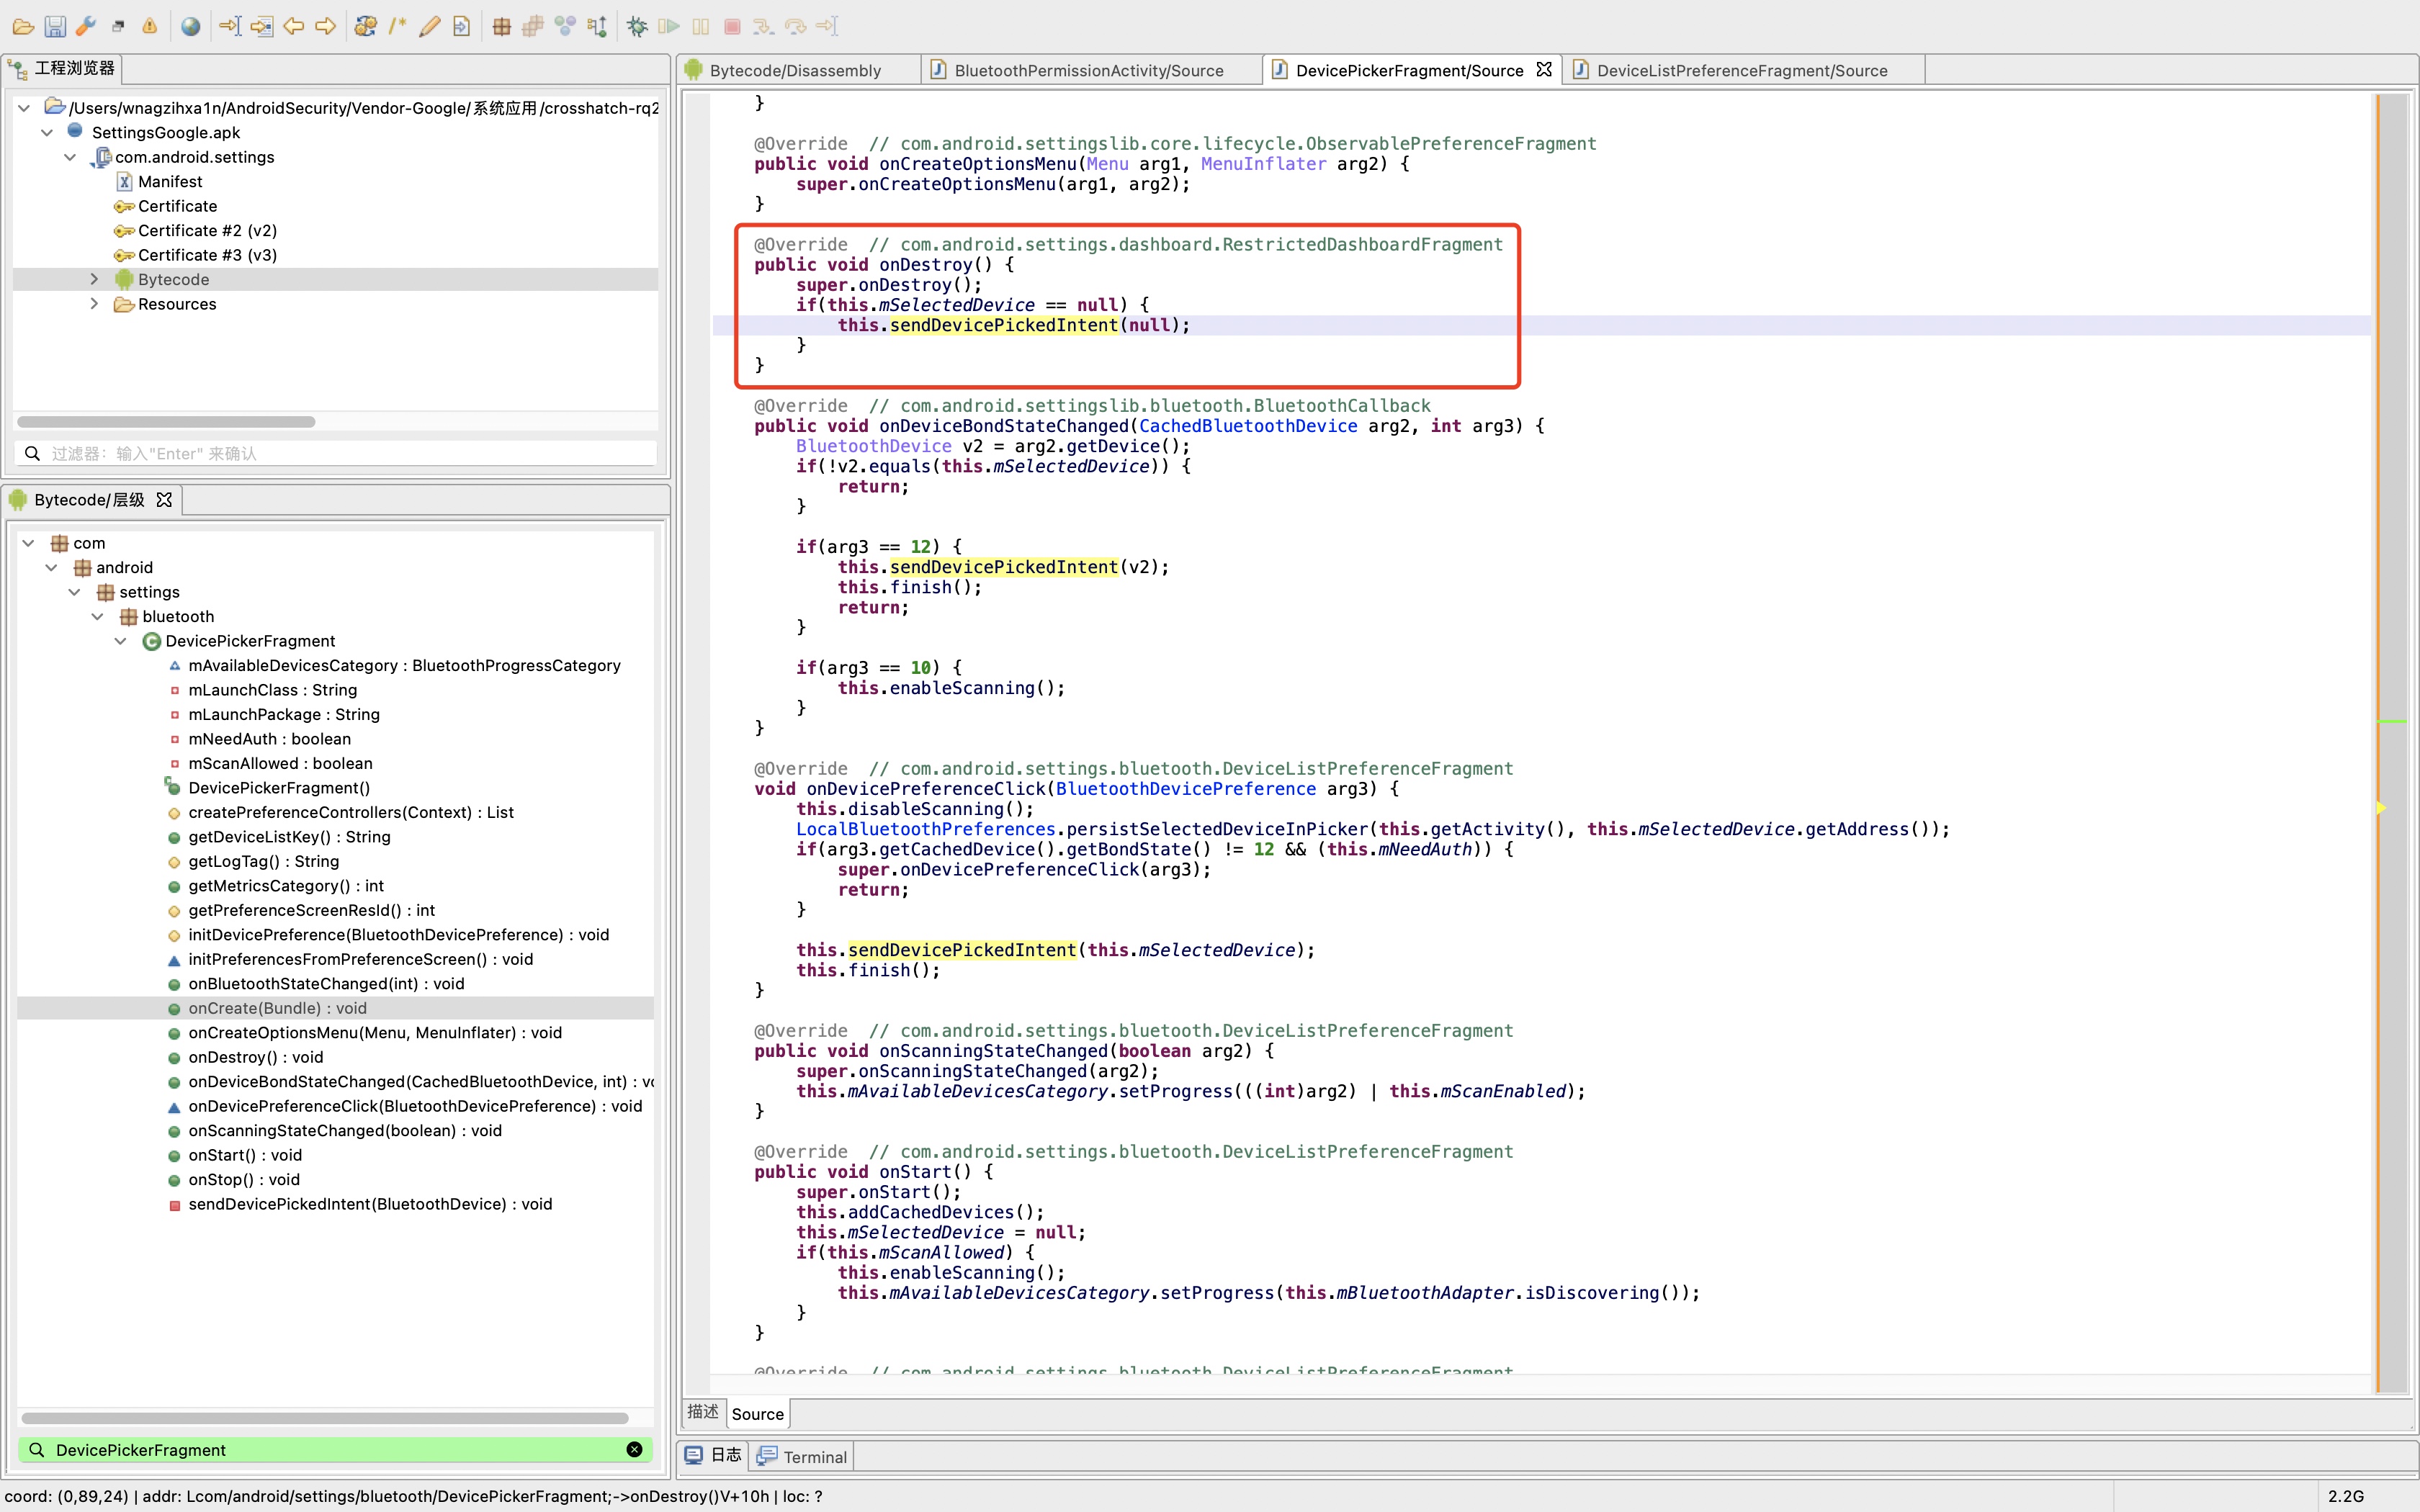 工程浏览器
/Users/wnagzihxa1n/AndroidSecurity/Vendor-Google/系统应用/crosshatch-rq2
SettingsGoogle.apk
com.android.settings
Manifest
Certificate
Certificate #2 (v2)
Certificate #3 (v3)
Bytecode
Resources
过滤器：输入"Enter" 来确认
Bytecode/层级
com
android
settings
bluetooth
DevicePickerFragment
mAvailableDevicesCategory : BluetoothProgressCategory
mLaunchClass : String
mLaunchPackage : String
mNeedAuth : boolean
mScanAllowed : boolean
DevicePickerFragment()
createPreferenceControllers(Context) : List
getDeviceListKey() : String
getLogTag() : String
getMetricsCategory() : int
getPreferenceScreenResId() : int
initDevicePreference(BluetoothDevicePreference) : void
initPreferencesFromPreferenceScreen() : void
onBluetoothStateChanged(int) : void
onCreate(Bundle) : void
onCreateOptionsMenu(Menu, MenuInflater) : void
onDestroy() : void
onDeviceBondStateChanged(CachedBluetoothDevice, int) : vo
onDevicePreferenceClick(BluetoothDevicePreference) : void
onScanningStateChanged(boolean) : void
onStart() : void
onStop() : void
sendDevicePickedIntent(BluetoothDevice) : void
DevicePickerFragment
Bytecode/Disassembly
BluetoothPermissionActivity/Source
DevicePickerFragment/Source
DeviceListPreferenceFragment/Source
}
@Override  // com.android.settingslib.core.lifecycle.ObservablePreferenceFragment
public void onCreateOptionsMenu(Menu arg1, MenuInflater arg2) {
super.onCreateOptionsMenu(arg1, arg2);
}
@Override  // com.android.settings.dashboard.RestrictedDashboardFragment
public void onDestroy() {
super.onDestroy();
if(this.mSelectedDevice == null) {
this.sendDevicePickedIntent(null);
}
}
@Override  // com.android.settingslib.bluetooth.BluetoothCallback
public void onDeviceBondStateChanged(CachedBluetoothDevice arg2, int arg3) {
BluetoothDevice v2 = arg2.getDevice();
if(!v2.equals(this.mSelectedDevice)) {
return;
}
if(arg3 == 12) {
this.sendDevicePickedIntent(v2);
this.finish();
return;
}
if(arg3 == 10) {
this.enableScanning();
}
}
@Override  // com.android.settings.bluetooth.DeviceListPreferenceFragment
void onDevicePreferenceClick(BluetoothDevicePreference arg3) {
this.disableScanning();
LocalBluetoothPreferences.persistSelectedDeviceInPicker(this.getActivity(), this.mSelectedDevice.getAddress());
if(arg3.getCachedDevice().getBondState() != 12 && (this.mNeedAuth)) {
super.onDevicePreferenceClick(arg3);
return;
}
this.sendDevicePickedIntent(this.mSelectedDevice);
this.finish();
}
@Override  // com.android.settings.bluetooth.DeviceListPreferenceFragment
public void onScanningStateChanged(boolean arg2) {
super.onScanningStateChanged(arg2);
this.mAvailableDevicesCategory.setProgress(((int)arg2) | this.mScanEnabled);
}
@Override  // com.android.settings.bluetooth.DeviceListPreferenceFragment
public void onStart() {
super.onStart();
this.addCachedDevices();
this.mSelectedDevice = null;
if(this.mScanAllowed) {
this.enableScanning();
this.mAvailableDevicesCategory.setProgress(this.mBluetoothAdapter.isDiscovering());
}
}
@Override  // com.android.settings.bluetooth.DeviceListPreferenceFragment
描述
Source
日志
Terminal
coord: (0,89,24) | addr: Lcom/android/settings/bluetooth/DevicePickerFragment;->onDestroy()V+10h | loc: ?
2.2G